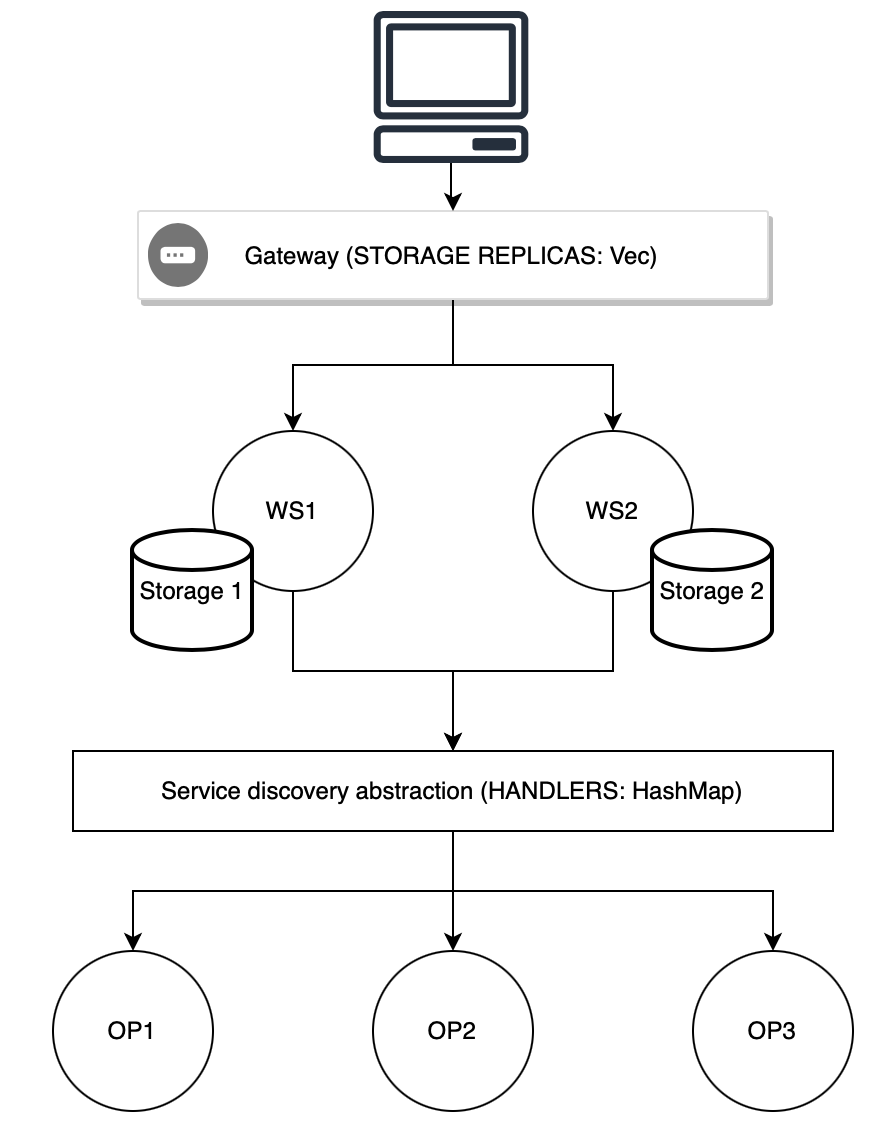 Gateway (STORAGE REPLICAS: Vec)
WS1
WS2
Storage 1
Storage 2
Service discovery abstraction (HANDLERS: HashMap)
OP1
OP2
OP3